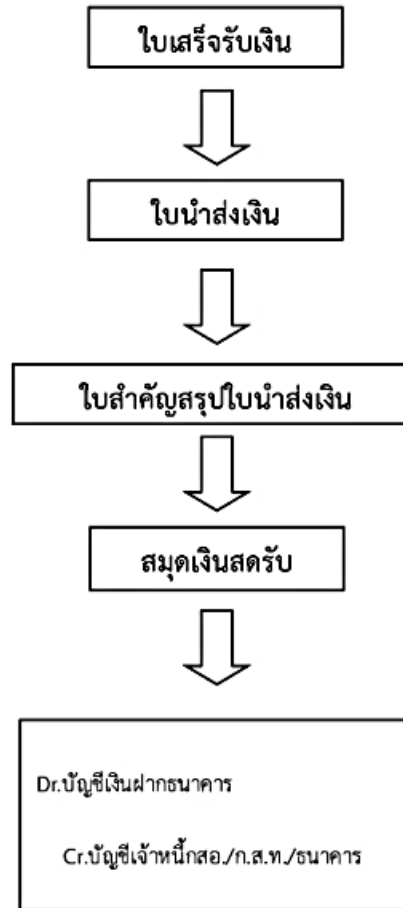 ใบเสร็จรับเงิน
ใบนำส่งเงิน
ใบสำคัญสรุปใบนำส่งเงิน
สมุดเงินสดรับ
Dr.บัญชีเงินฝากธนาคาร
Cr.บัญชีเจ้าหนี้กสอ./ก.ส.ท./ธนาคาร